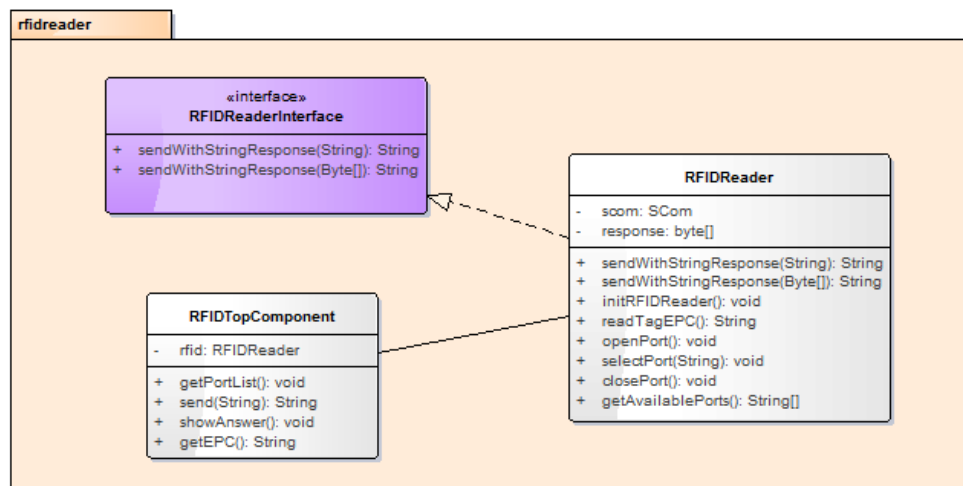 rfidreader
«interface»
RFIDReaderInterface
+ sendWithStringResponse(String): String
+ sendWithStringResponse(Byte[]): String
RFIDReader
- scom: SCom
- response: byte[]
+ sendWithStringResponse(String): String
+ sendWithStringResponse(Byte[]): String
+ initRFIDReader(): void
+ readTagEPC(): String
+ openPort(): void
+ selectPort(String): void
+ closePort(): void
+ getAvailablePorts(): String[]
RFIDTopComponent
- rfid: RFIDReader
+ getPortList(): void
+ send(String): String
+ showAnswer(): void
+ getEPC(): String